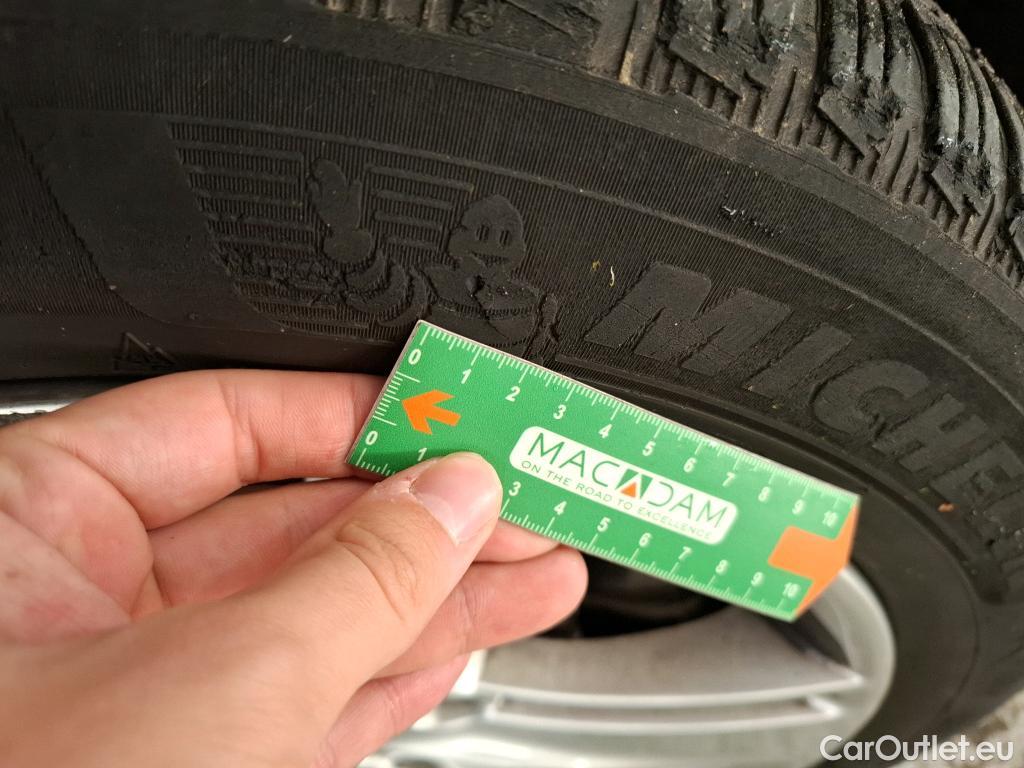 MICHELIN
0 1 2 3 4 5 6 7 8 9 10
MACADAM
ON THE ROAD TO EXCELLENCE
0 1 3 4 5 6 7 8 9 10
CarOutlet.eu